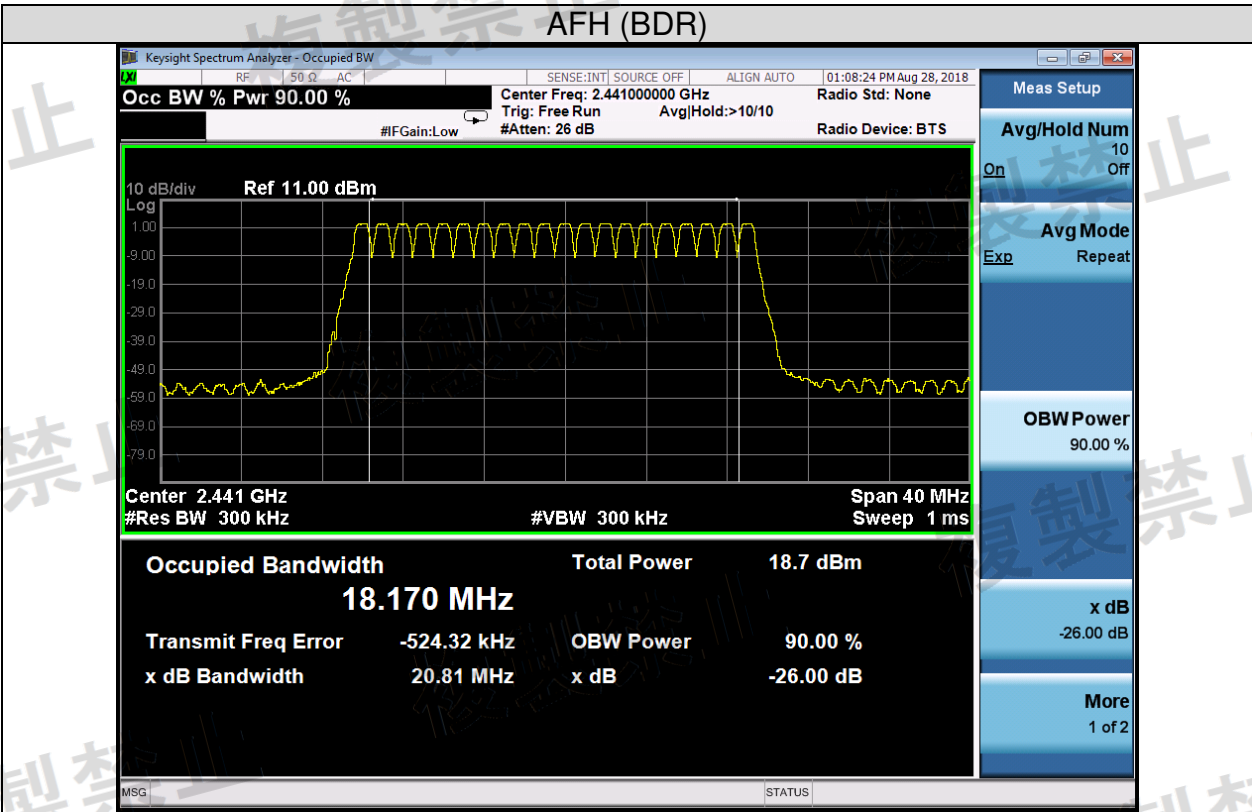 AFH (BDR)
Keysight Spectrum Analyzer - Occupied BW
LXI RF 50 Ω AC SENSE:INT SOURCE OFF ALIGN AUTO 01:08:24 PM Aug 28, 2018
Occ BW % Pwr 90.00 %
Center Freq: 2.441000000 GHz
Radio Std: None
Trig: Free Run Avg|Hold:>10/10
#IFGain:Low #Atten: 26 dB Radio Device: BTS
10 dB/div Ref 11.00 dBm
Log
1.00
-9.00
-19.0
-29.0
-39.0
-49.0
-59.0
-69.0
-79.0
Center 2.441 GHz Span 40 MHz
#Res BW 300 kHz #VBW 300 kHz Sweep 1 ms
Occupied Bandwidth Total Power 18.7 dBm
18.170 MHz
Transmit Freq Error -524.32 kHz OBW Power 90.00 %
x dB Bandwidth 20.81 MHz x dB -26.00 dB
MSG STATUS
Meas Setup
Avg/Hold Num
10
On Off
Avg Mode
Exp Repeat
OBW Power
90.00 %
x dB
-26.00 dB
More
1 of 2
複製禁止